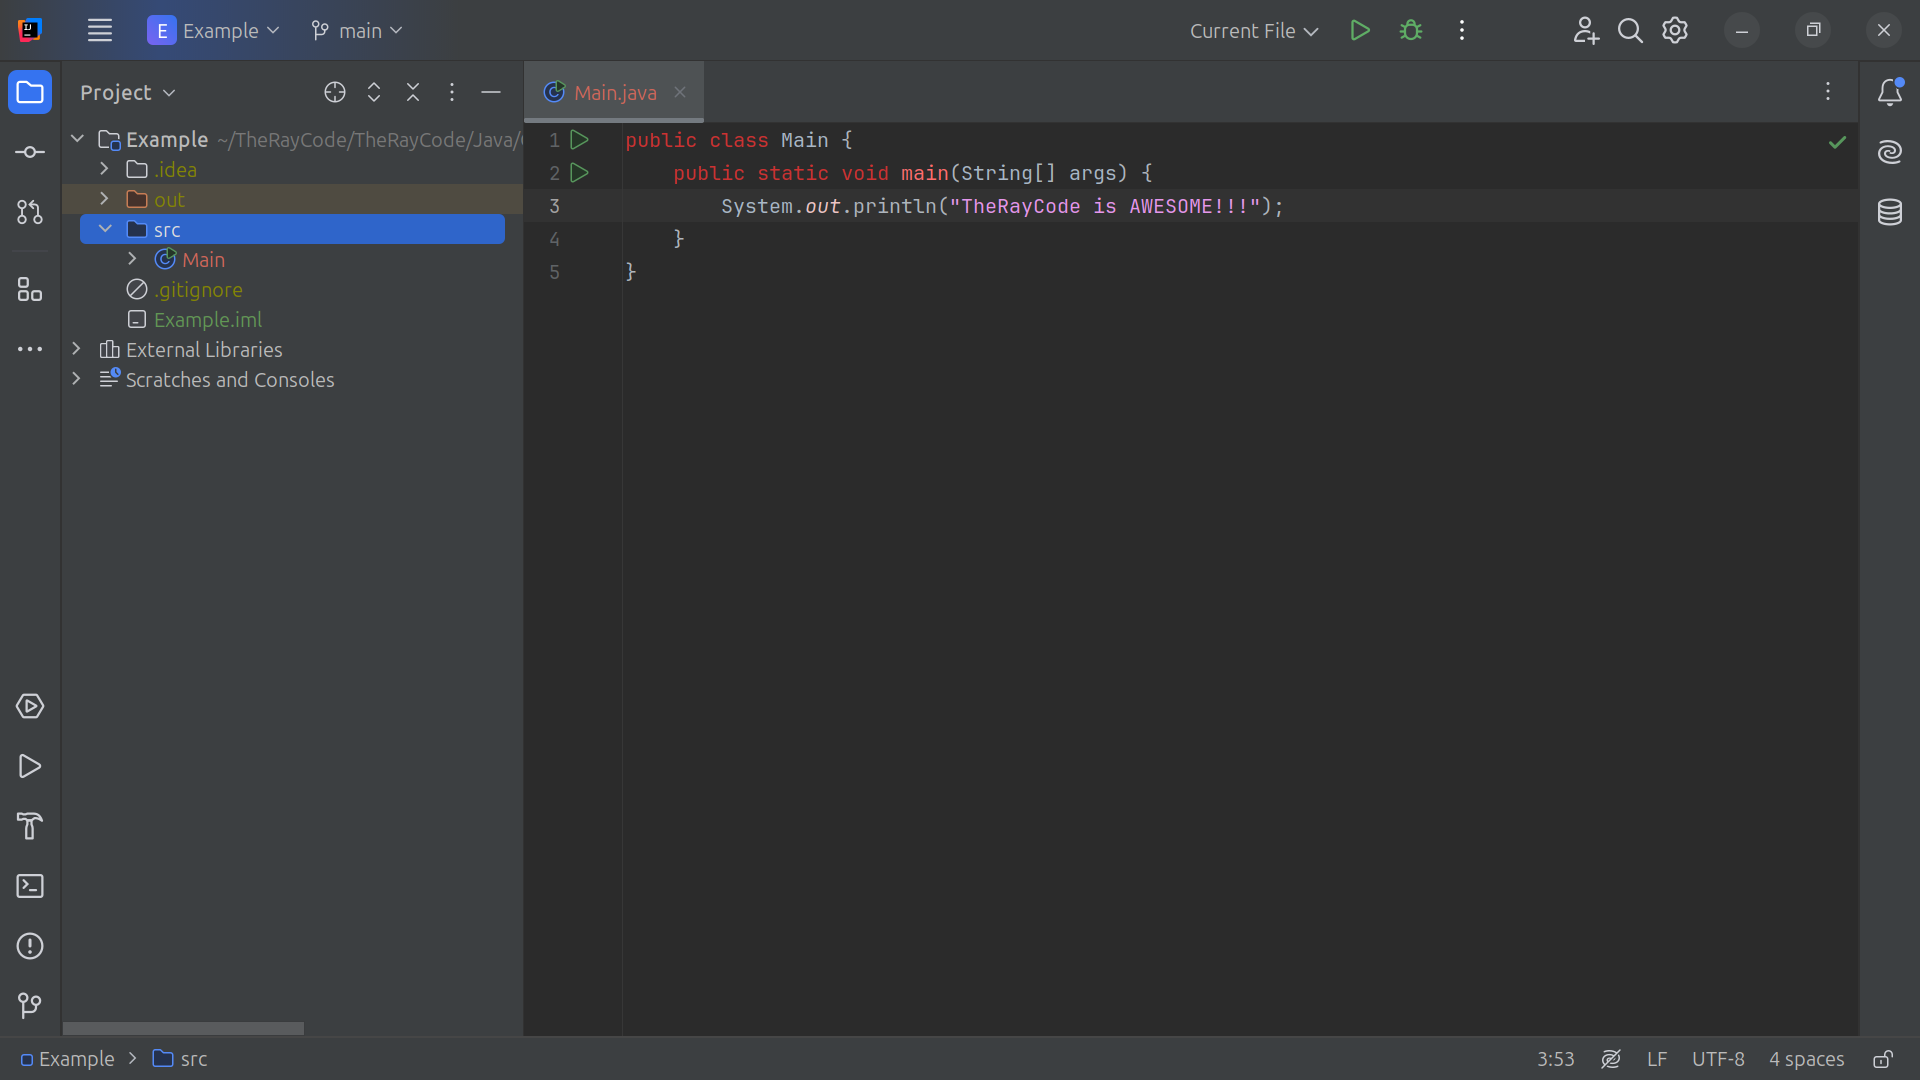 E Example main Current File
Project
Main.java
Example ~/TheRayCode/TheRayCode/Java/
.idea
out
src
Main
.gitignore
Example.iml
External Libraries
Scratches and Consoles
1 public class Main {
2 public static void main(String[] args) {
3 System.out.println("TheRayCode is AWESOME!!!");
4 }
5 }
Example > src 3:53 LF UTF-8 4 spaces